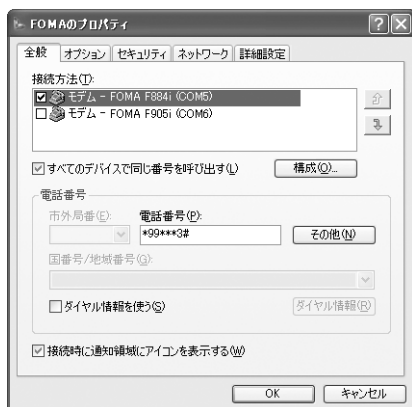 FOMAのプロパティ
全般 オプション セキュリティ ネットワーク 詳細設定
接続方法(T):
モデム - FOMA F884i (COM5)
モデム - FOMA F905i (COM6)
すべてのデバイスで同じ番号を呼び出す(L) 構成(O)...
電話番号
市外局番(E): 電話番号(P):
*99***3# その他(N)
国番号/地域番号(G):
ダイヤル情報を使う(S) ダイヤル情報(R)
接続時に通知領域にアイコンを表示する(W)
OK キャンセル